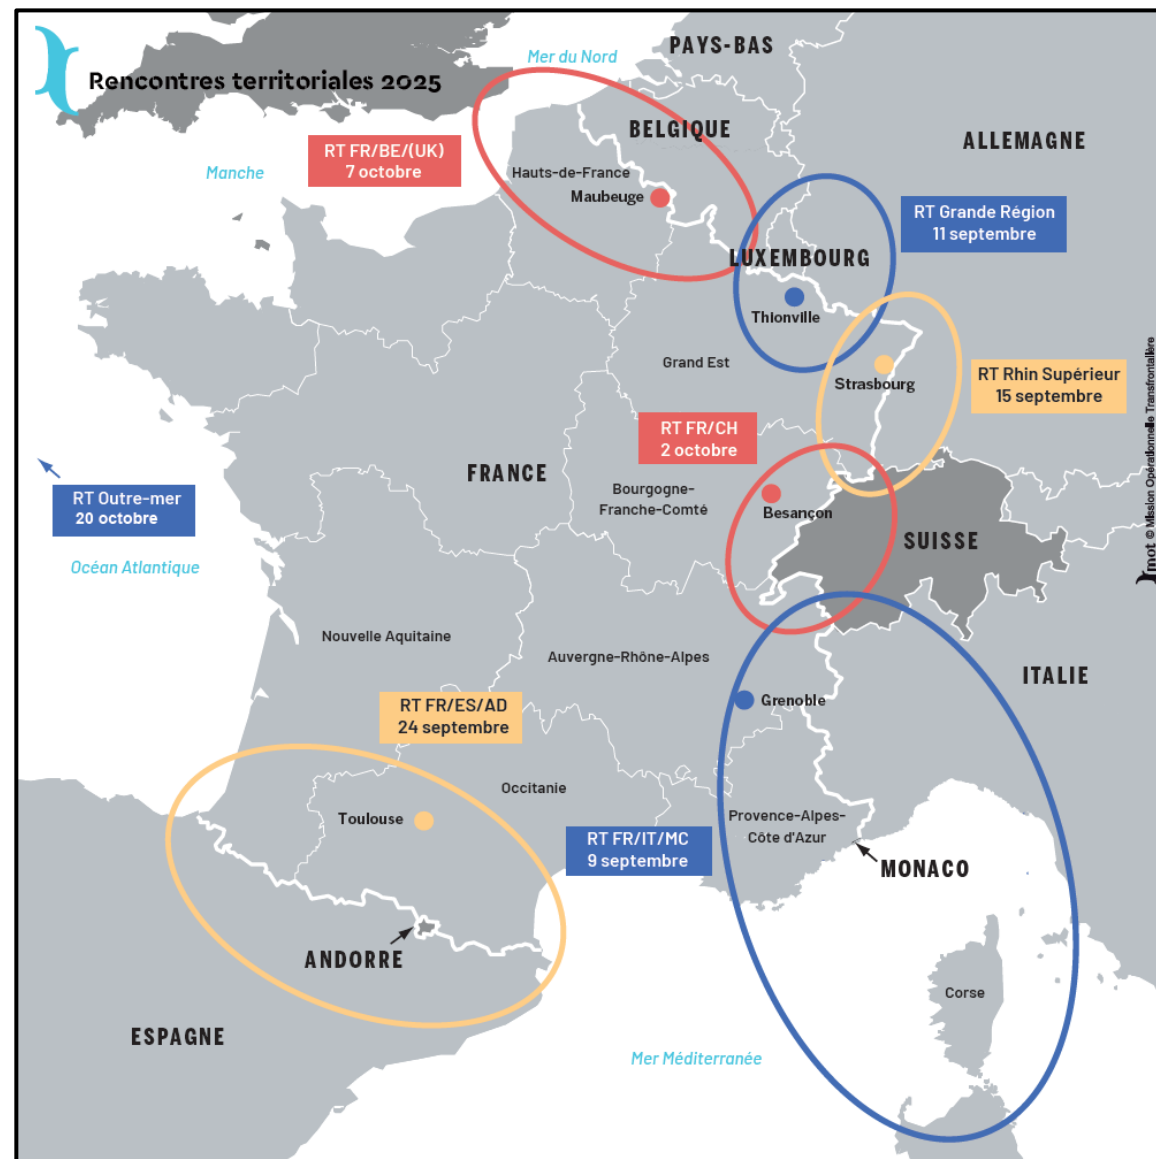 Rencontres territoriales 2025
Mer du Nord
PAYS-BAS
BELGIQUE
ALLEMAGNE
RT FR/BE/(UK)
7 octobre
Manche
Hauts-de-France
Maubeuge
RT Grande Région
11 septembre
LUXEMBOURG
Thionville
Grand Est
Strasbourg
RT Rhin Supérieur
15 septembre
RT FR/CH
2 octobre
FRANCE
RT Outre-mer
20 octobre
Bourgogne-
Franche-Comté
Besançon
SUISSE
Océan Atlantique
mot © Mission Opérationnelle Transfrontalière
Nouvelle Aquitaine
Auvergne-Rhône-Alpes
ITALIE
Grenoble
RT FR/ES/AD
24 septembre
Occitanie
Toulouse
Provence-Alpes-
Côte d'Azur
RT FR/IT/MC
9 septembre
MONACO
ANDORRE
Corse
ESPAGNE
Mer Méditerranée